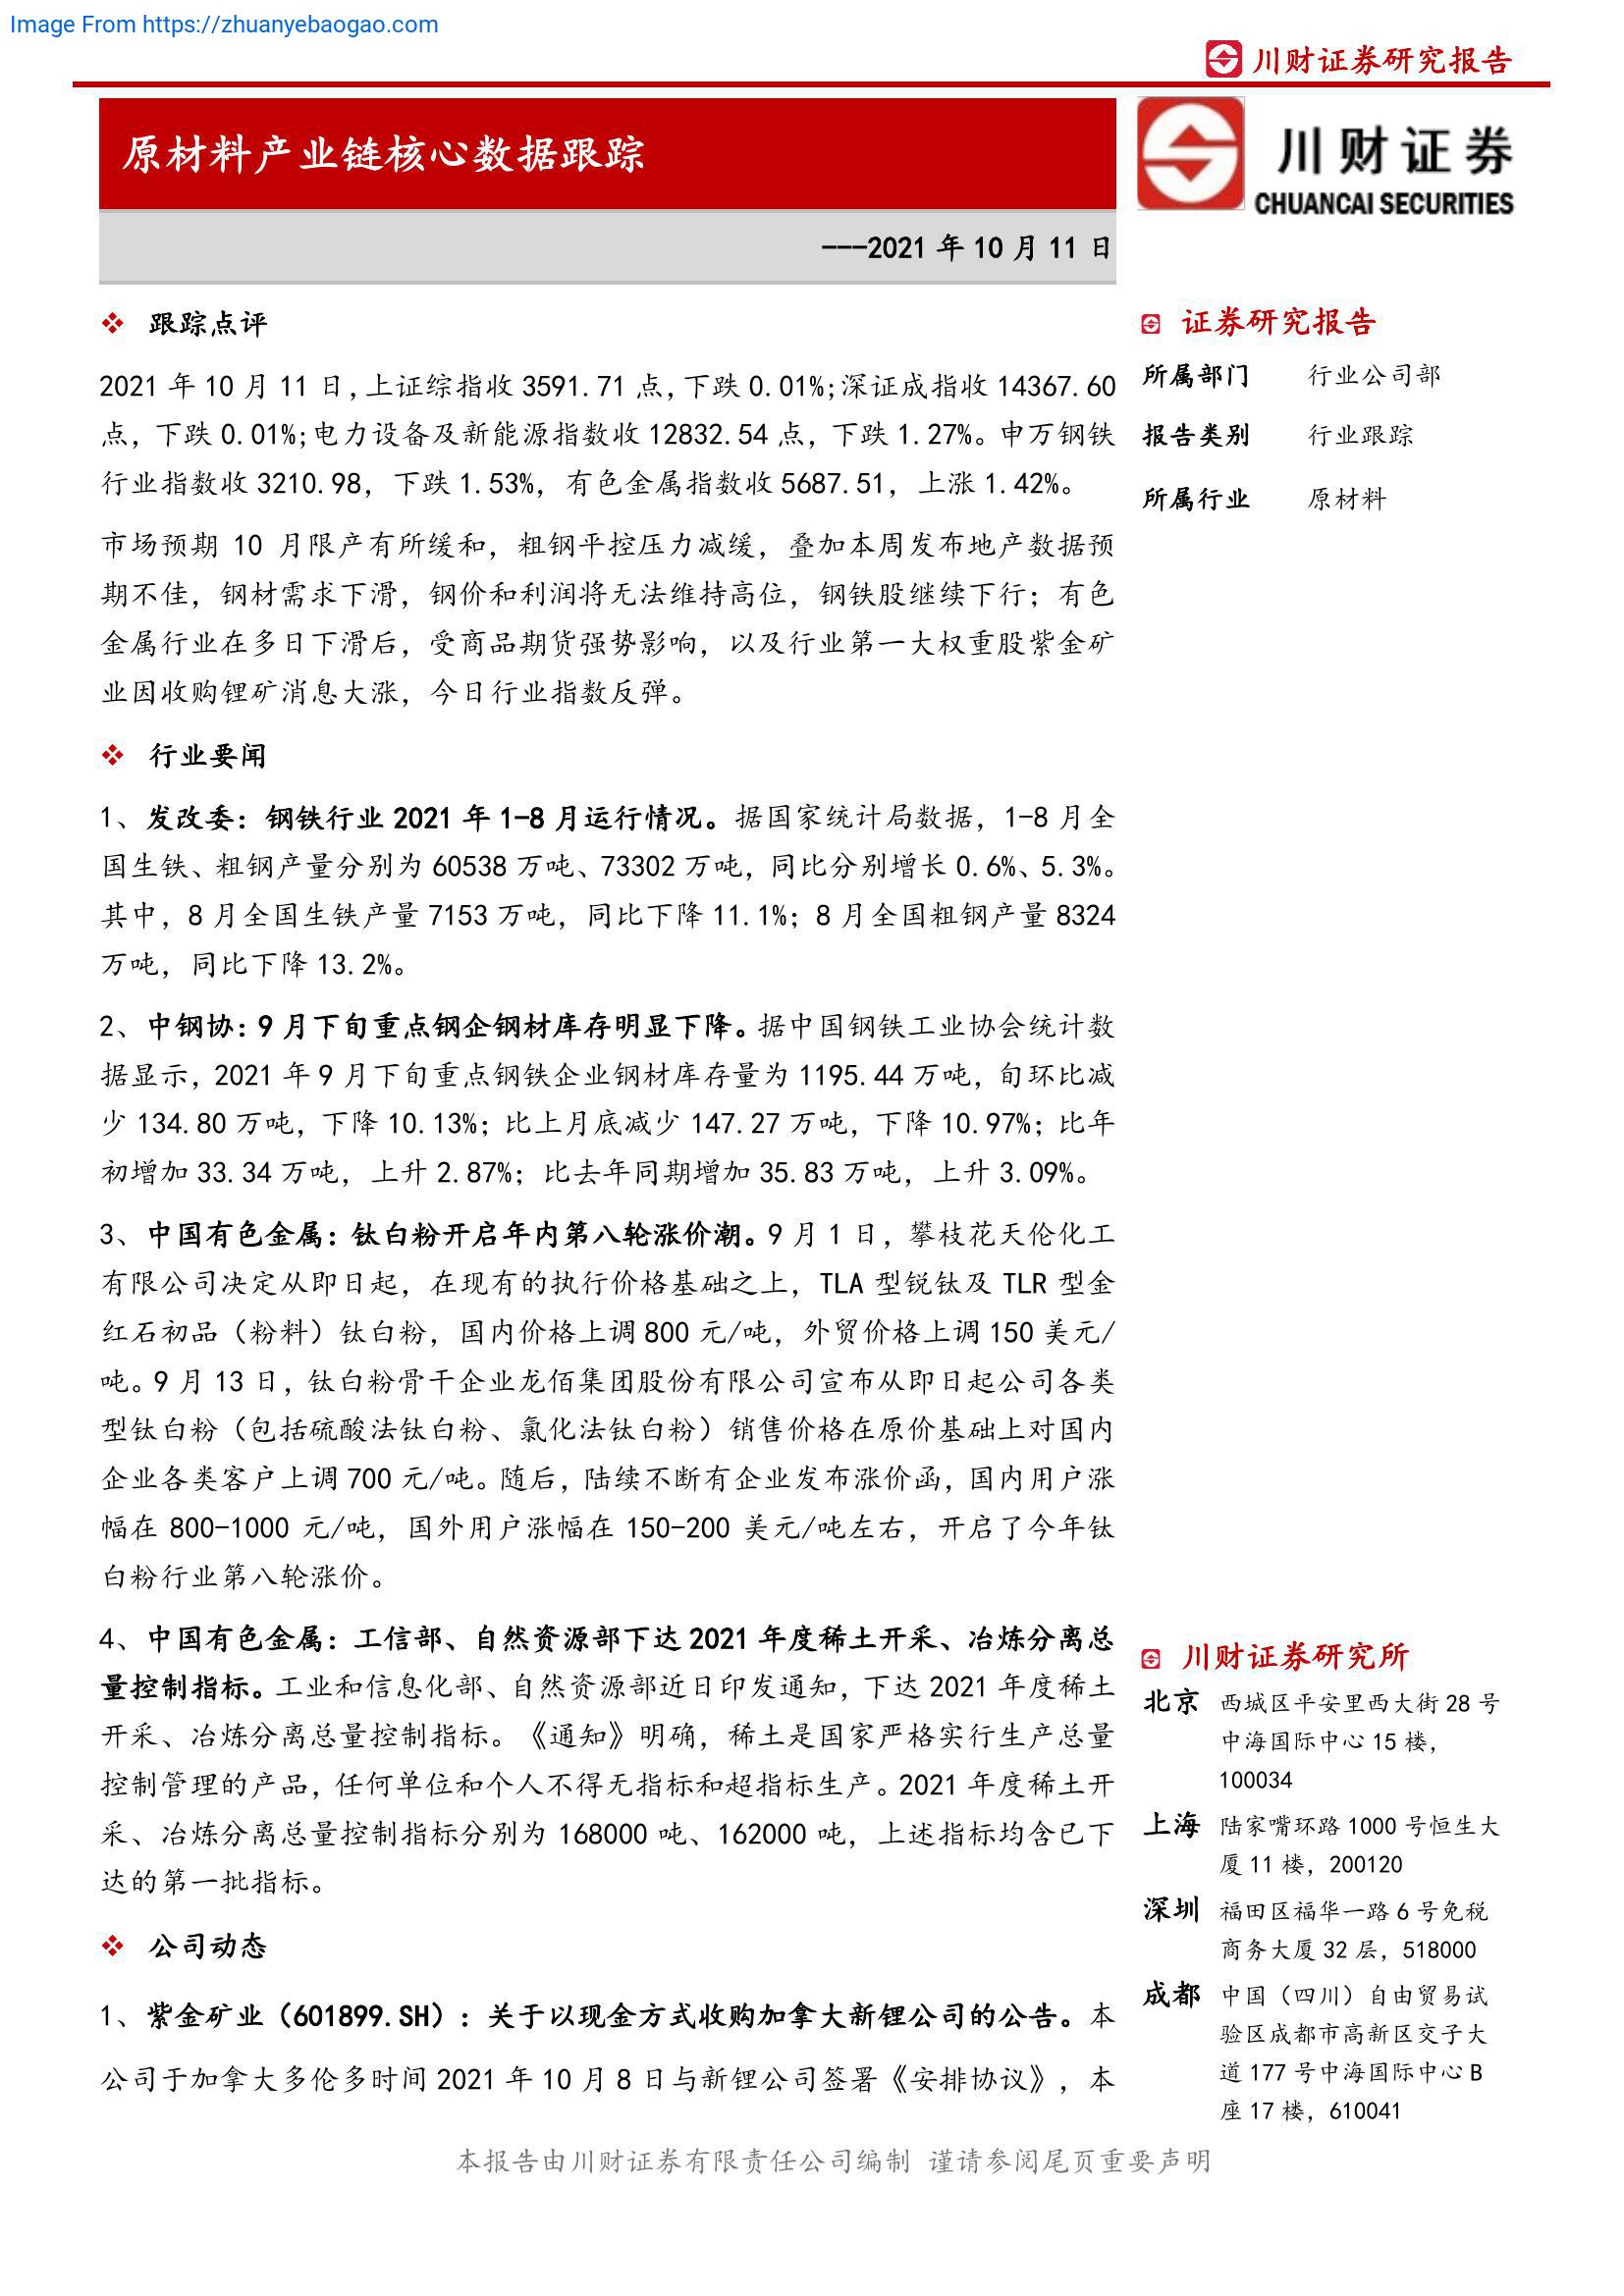 Image From https://zhuanyebaogao.com
川财证券研究报告
原材料产业链核心数据跟踪
川财证券
CHUANCAI SECURITIES
---2021 年 10 月 11 日
跟踪点评
2021 年 10 月 11 日，上证综指收 3591.71 点，下跌 0.01%；深证成指收 14367.60
点，下跌 0.01%；电力设备及新能源指数收 12832.54 点，下跌 1.27%。申万钢铁
行业指数收 3210.98，下跌 1.53%，有色金属指数收 5687.51，上涨 1.42%。
市场预期 10 月限产有所缓和，粗钢平控压力减缓，叠加本周发布地产数据预
期不佳，钢材需求下滑，钢价和利润将无法维持高位，钢铁股继续下行；有色
金属行业在多日下滑后，受商品期货强势影响，以及行业第一大权重股紫金矿
业因收购锂矿消息大涨，今日行业指数反弹。
行业要闻
1、发改委：钢铁行业 2021 年 1-8 月运行情况。据国家统计局数据，1-8 月全
国生铁、粗钢产量分别为 60538 万吨、73302 万吨，同比分别增长 0.6%、5.3%。
其中，8 月全国生铁产量 7153 万吨，同比下降 11.1%；8 月全国粗钢产量 8324
万吨，同比下降 13.2%。
2、中钢协：9 月下旬重点钢企钢材库存明显下降。据中国钢铁工业协会统计数
据显示，2021 年 9 月下旬重点钢铁企业钢材库存量为 1195.44 万吨，旬环比减
少 134.80 万吨，下降 10.13%；比上月底减少 147.27 万吨，下降 10.97%；比年
初增加 33.34 万吨，上升 2.87%；比去年同期增加 35.83 万吨，上升 3.09%。
3、中国有色金属：钛白粉开启年内第八轮涨价潮。9 月 1 日，攀枝花天伦化工
有限公司决定从即日起，在现有的执行价格基础之上，TLA 型锐钛及 TLR 型金
红石初品（粉料）钛白粉，国内价格上调 800 元/吨，外贸价格上调 150 美元/
吨。9 月 13 日，钛白粉骨干企业龙佰集团股份有限公司宣布从即日起公司各类
型钛白粉（包括硫酸法钛白粉、氯化法钛白粉）销售价格在原价基础上对国内
企业各类客户上调 700 元/吨。随后，陆续不断有企业发布涨价函，国内用户涨
幅在 800-1000 元/吨，国外用户涨幅在 150-200 美元/吨左右，开启了今年钛
白粉行业第八轮涨价。
4、中国有色金属：工信部、自然资源部下达 2021 年度稀土开采、冶炼分离总
量控制指标。工业和信息化部、自然资源部近日印发通知，下达 2021 年度稀土
开采、冶炼分离总量控制指标。《通知》明确，稀土是国家严格实行生产总量
控制管理的产品，任何单位和个人不得无指标和超指标生产。2021 年度稀土开
采、冶炼分离总量控制指标分别为 168000 吨、162000 吨，上述指标均含已下
达的第一批指标。
公司动态
1、紫金矿业（601899.SH）：关于以现金方式收购加拿大新锂公司的公告。本
公司于加拿大多伦多时间 2021 年 10 月 8 日与新锂公司签署《安排协议》，本
证券研究报告
所属部门 行业公司部
报告类别 行业跟踪
所属行业 原材料
川财证券研究所
北京 西城区平安里西大街 28 号
中海国际中心 15 楼，
100034
上海 陆家嘴环路 1000 号恒生大
厦 11 楼，200120
深圳 福田区福华一路 6 号免税
商务大厦 32 层，518000
成都 中国（四川）自由贸易试
验区成都市高新区交子大
道 177 号中海国际中心 B
座 17 楼，610041
本报告由川财证券有限责任公司编制 谨请参阅尾页重要声明